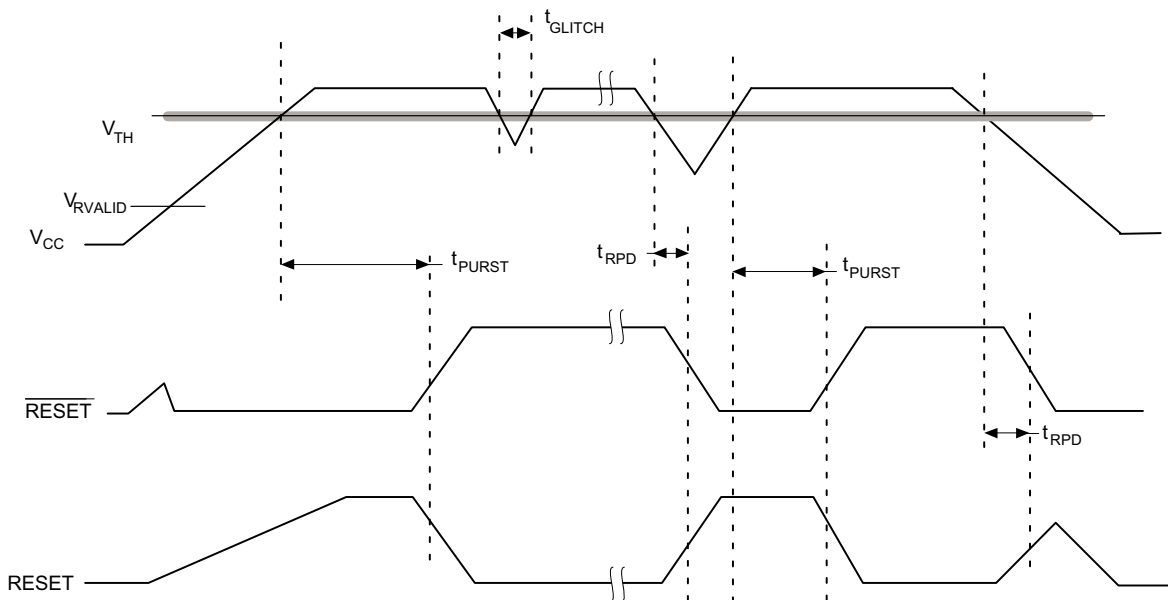 tGLITCH
VTH
VRVALID
VCC
tPURST
tRPD
tPURST
RESET
tRPD
RESET